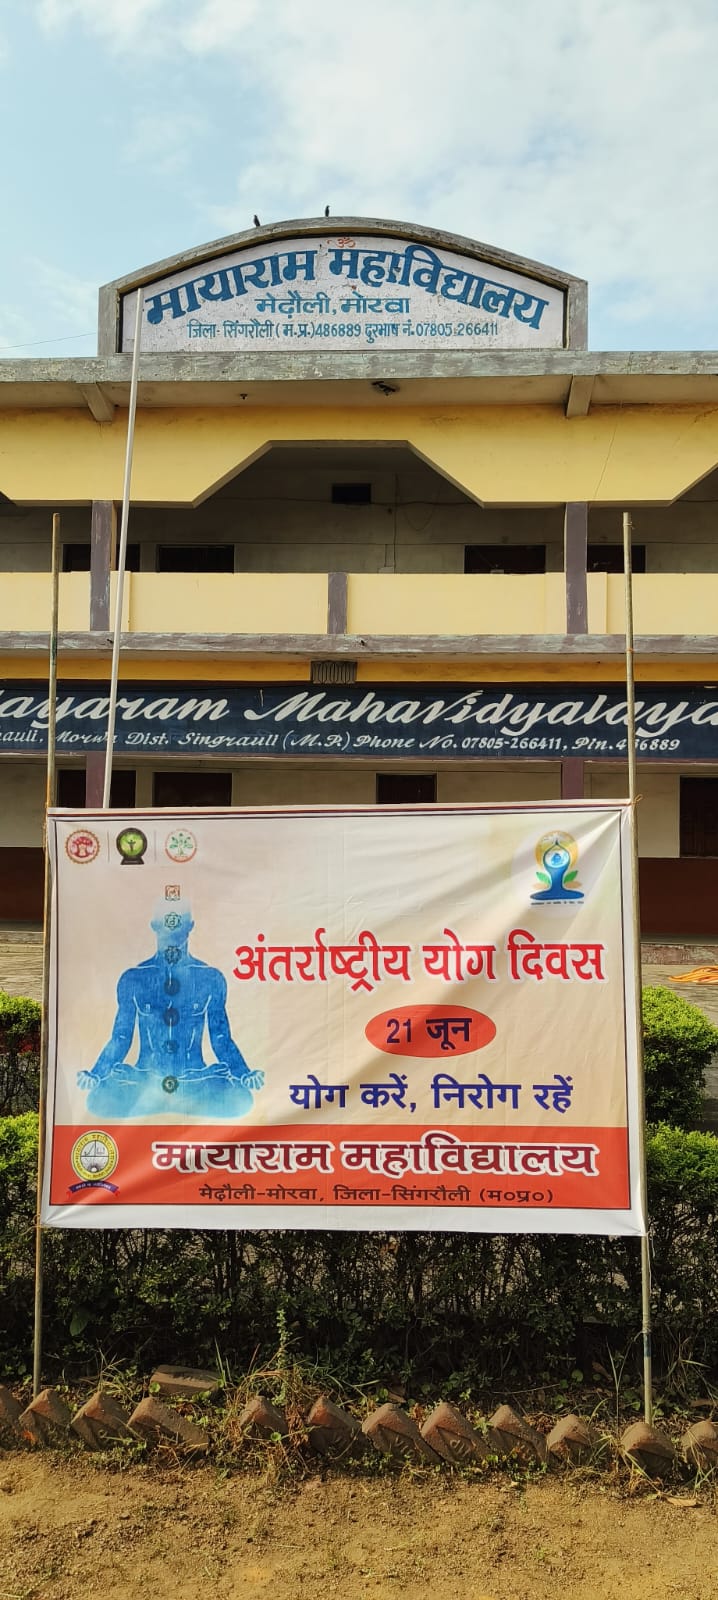 ॐ
मायाराम महाविद्यालय
मेढ़ौली, मोरवा
जिला- सिंगरौली (म.प्र.) 486889 दुरभाष नं. 07805-266411
ayaram Mahavidyalaya
auli, Morwa Dist. Singrauli (M.P.) Phone No. 07805-266411, Pin. 486889
अंतर्राष्ट्रीय योग दिवस
21 जून
योग करें, निरोग रहें
मायाराम महाविद्यालय
मेढ़ौली-मोरवा, जिला-सिंगरौली (म०प्र०)